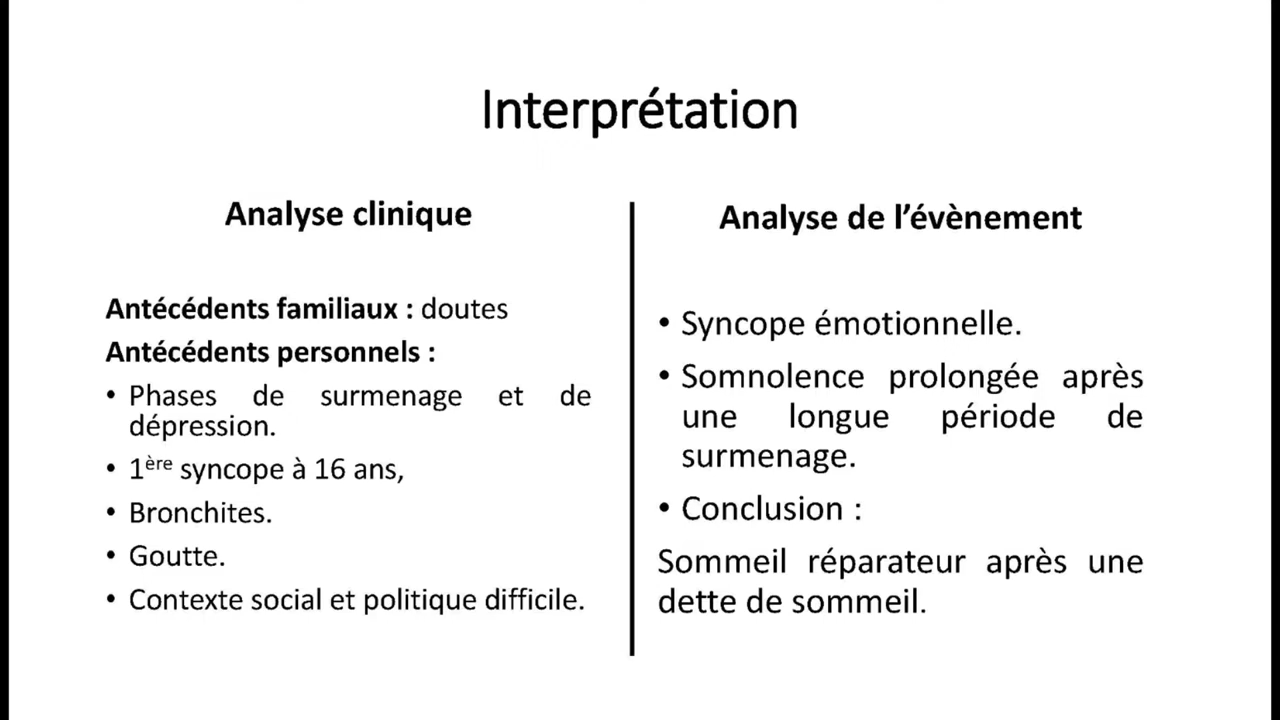 Interprétation
Analyse clinique
Antécédents familiaux : doutes
Antécédents personnels :
• Phases de surmenage et de
dépression.
• 1ère syncope à 16 ans,
• Bronchites.
• Goutte.
• Contexte social et politique difficile.
Analyse de l’évènement
• Syncope émotionnelle.
• Somnolence prolongée après
une longue période de
surmenage.
• Conclusion :
Sommeil réparateur après une
dette de sommeil.